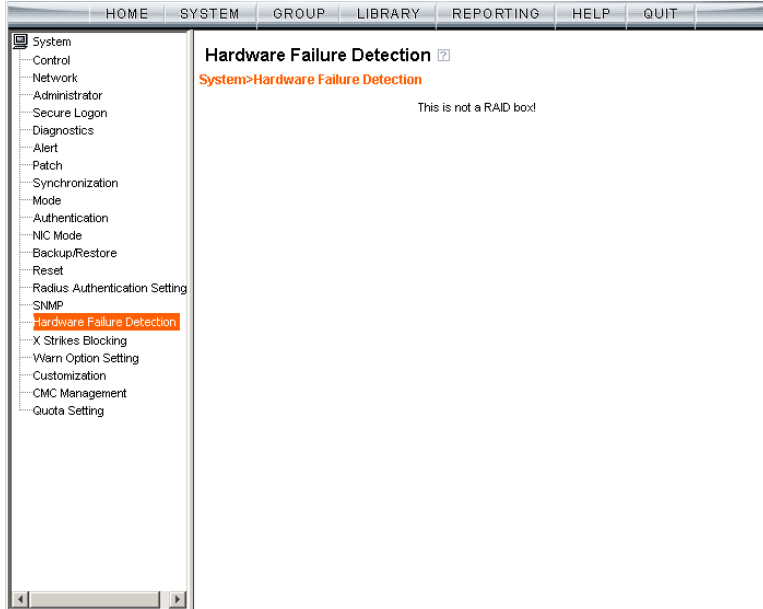 HOME SYSTEM GROUP LIBRARY REPORTING HELP QUIT
System
Control
Network
Administrator
Secure Logon
Diagnostics
Alert
Patch
Synchronization
Mode
Authentication
NIC Mode
Backup/Restore
Reset
Radius Authentication Setting
SNMP
Hardware Failure Detection
X Strikes Blocking
Warn Option Setting
Customization
CMC Management
Quota Setting
Hardware Failure Detection ?
System>Hardware Failure Detection
This is not a RAID box!